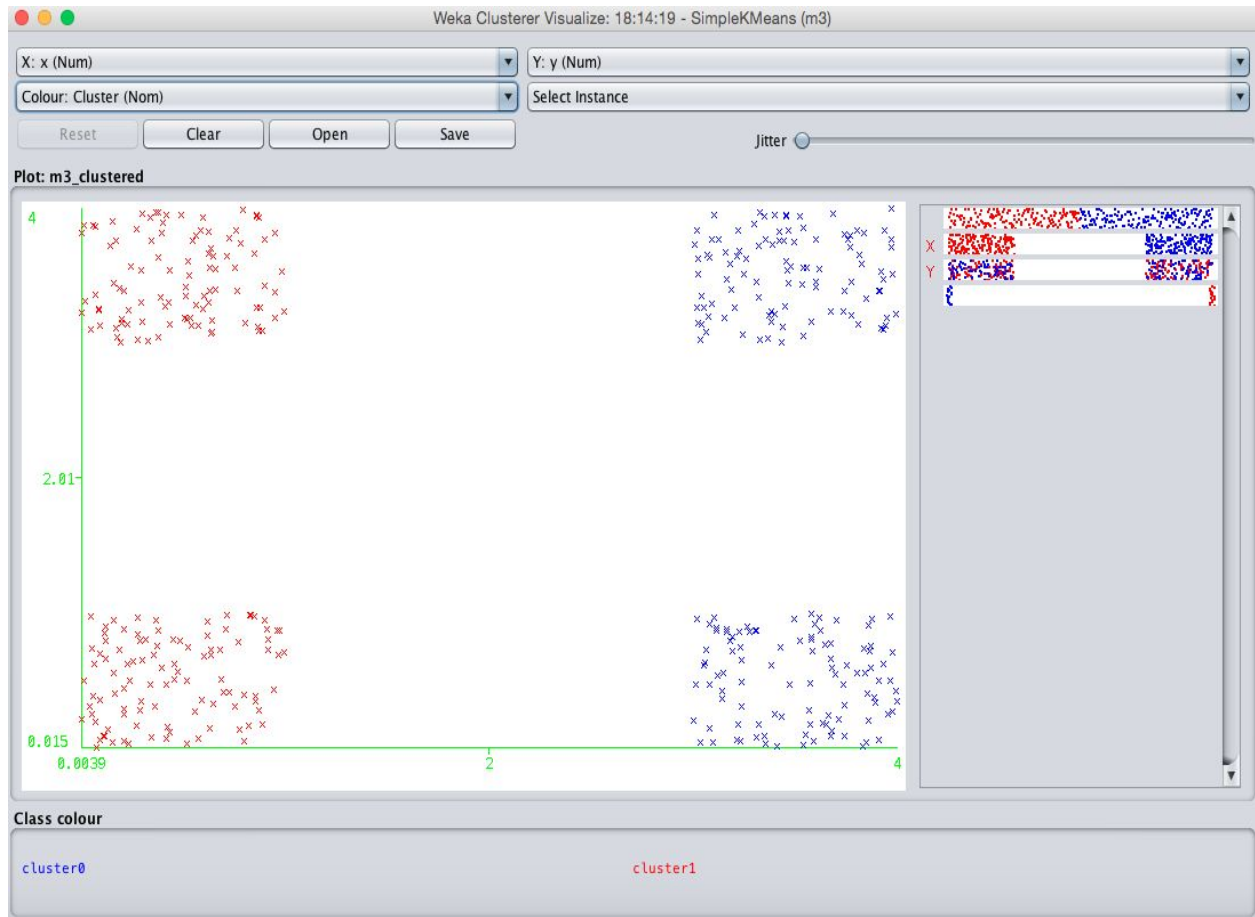 Weka Clusterer Visualize: 18:14:19 - SimpleKMeans (m3)
X: x (Num)
Y: y (Num)
Colour: Cluster (Nom)
Select Instance
Reset
Clear
Open
Save
Jitter
Plot: m3_clustered
4
2.01
0.015
0.0039
2
4
X
Y
Class colour
cluster0
cluster1